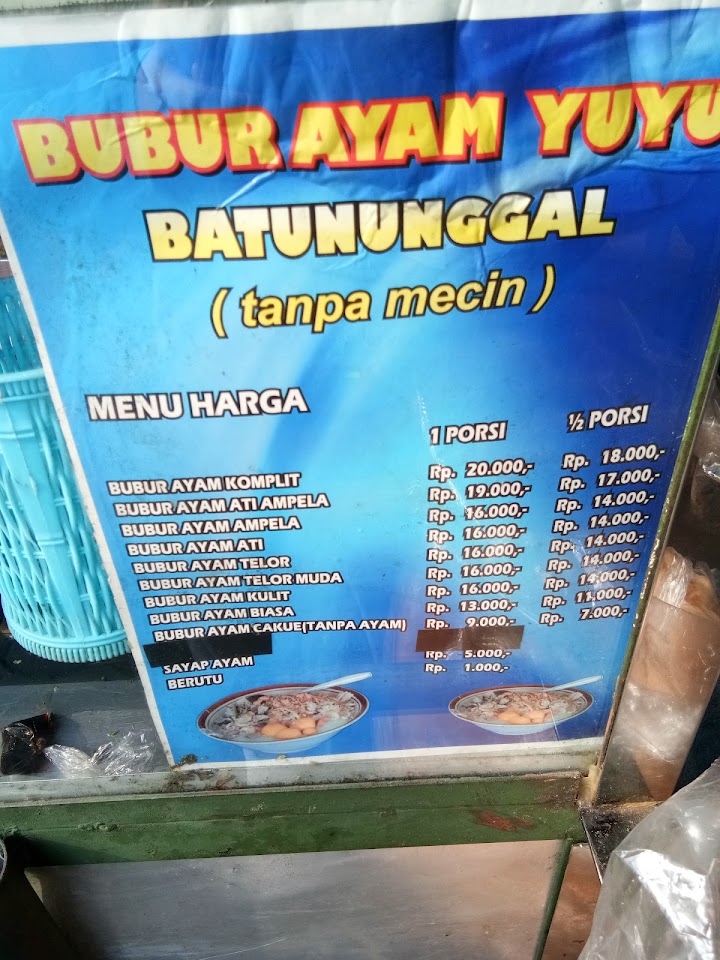 BUBUR AYAM YUYU
BATUNUNGGAL
( tanpa mecin )
MENU HARGA
1 PORSI ½ PORSI
BUBUR AYAM KOMPLIT Rp. 20.000,- Rp. 18.000,-
BUBUR AYAM ATI AMPELA Rp. 19.000,- Rp. 17.000,-
BUBUR AYAM AMPELA Rp. 16.000,- Rp. 14.000,-
BUBUR AYAM ATI Rp. 16.000,- Rp. 14.000,-
BUBUR AYAM TELOR Rp. 16.000,- Rp. 14.000,-
BUBUR AYAM TELOR MUDA Rp. 16.000,- Rp. 14.000,-
BUBUR AYAM KULIT Rp. 16.000,- Rp. 14.000,-
BUBUR AYAM BIASA Rp. 13.000,- Rp. 11.000,-
BUBUR AYAM CAKUE(TANPA AYAM) Rp. 9.000,- Rp. 7.000,-
SAYAP AYAM Rp. 5.000,-
BERUTU Rp. 1.000,-